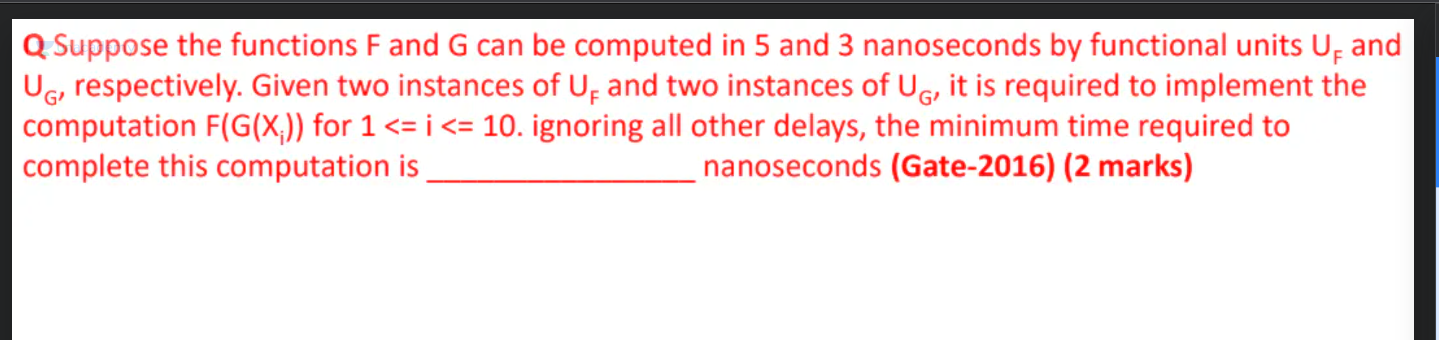 Q Suppose the functions F and G can be computed in 5 and 3 nanoseconds by functional units U_F and
U_G, respectively. Given two instances of U_F and two instances of U_G, it is required to implement the
computation F(G(X_i)) for 1 <= i <= 10. ignoring all other delays, the minimum time required to
complete this computation is ________________ nanoseconds (Gate-2016) (2 marks)